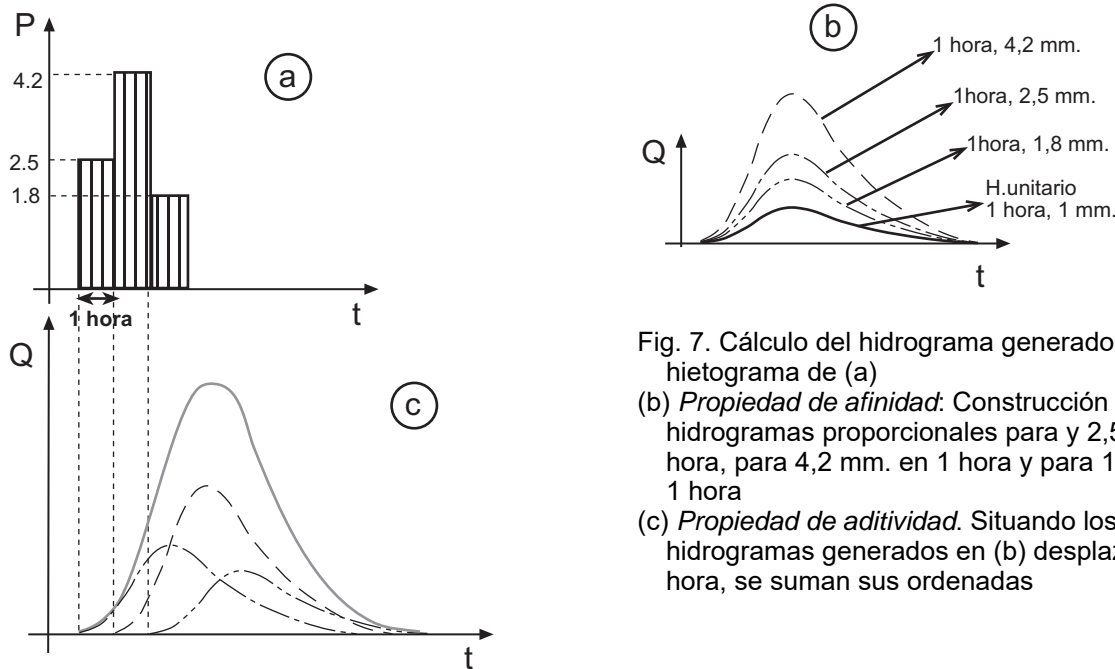 P
4.2
2.5
1.8
a
1 hora
t
b
1 hora, 4,2 mm.
1hora, 2,5 mm.
1hora, 1,8 mm.
H.unitario
1 hora, 1 mm.
Q
t
Q
c
t
Fig. 7. Cálculo del hidrograma generado
hietograma de (a)
(b) Propiedad de afinidad: Construcción
hidrogramas proporcionales para y 2,5
hora, para 4,2 mm. en 1 hora y para 1
1 hora
(c) Propiedad de aditividad. Situando los
hidrogramas generados en (b)
hora, se suman sus ordenadas